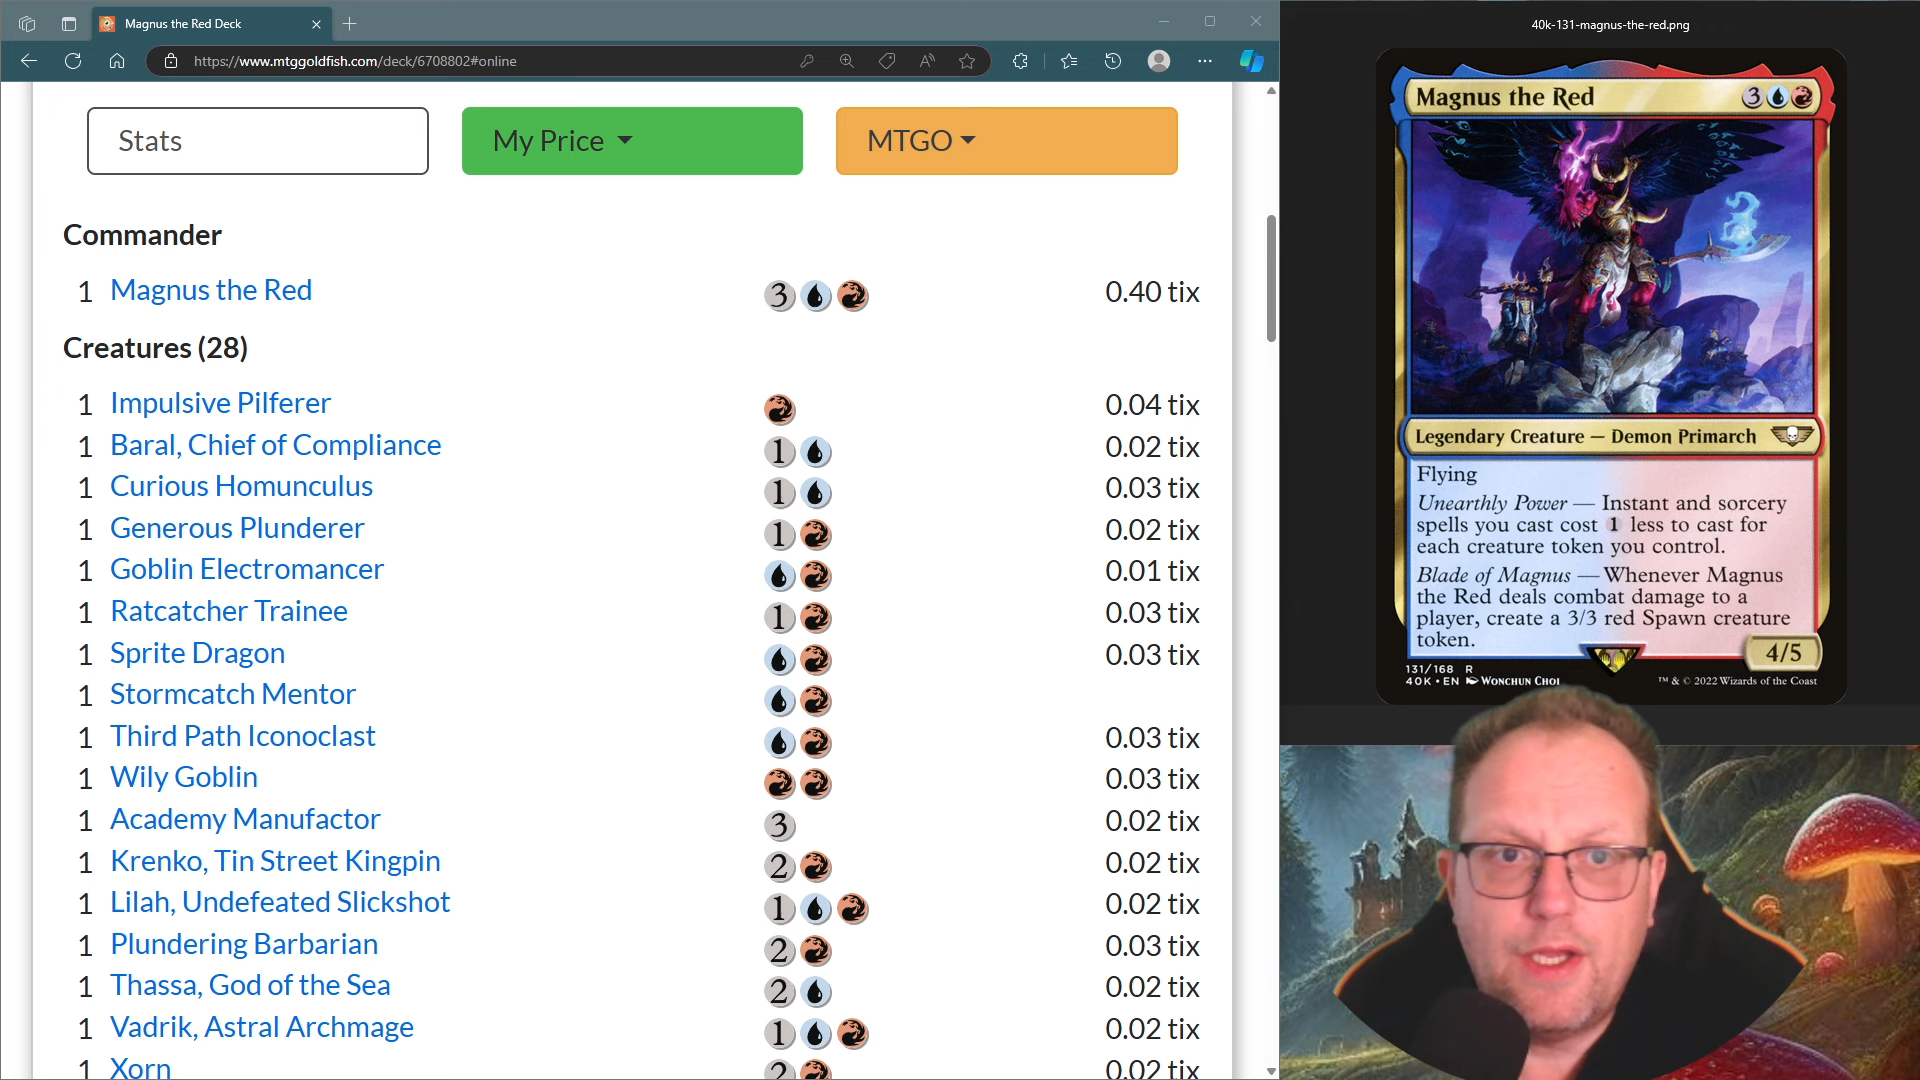 Magnus the Red Deck
https://www.mtggoldfish.com/deck/6708802#online
Stats
My Price
MTGO
Commander
1 Magnus the Red 3 0.40 tix
Creatures (28)
1 Impulsive Pilferer 0.04 tix
1 Baral, Chief of Compliance 1 0.02 tix
1 Curious Homunculus 1 0.03 tix
1 Generous Plunderer 1 0.02 tix
1 Goblin Electromancer 0.01 tix
1 Ratcatcher Trainee 1 0.03 tix
1 Sprite Dragon 0.03 tix
1 Stormcatch Mentor
1 Third Path Iconoclast 0.03 tix
1 Wily Goblin 0.03 tix
1 Academy Manufactor 3 0.02 tix
1 Krenko, Tin Street Kingpin 2 0.02 tix
1 Lilah, Undefeated Slickshot 1 0.02 tix
1 Plundering Barbarian 2 0.03 tix
1 Thassa, God of the Sea 2 0.02 tix
1 Vadrik, Astral Archmage 1 0.02 tix
1 Xorn 2 0.02 tix
40k-131-magnus-the-red.png
Magnus the Red 3
Legendary Creature — Demon Primarch
Flying
Unearthly Power — Instant and sorcery
spells you cast cost 1 less to cast for
each creature token you control.
Blade of Magnus — Whenever Magnus
the Red deals combat damage to a
player, create a 3/3 red Spawn creature
token.
4/5
131/168 R
40K • EN Wonchun Choi
™ & © 2022 Wizards of the Coast